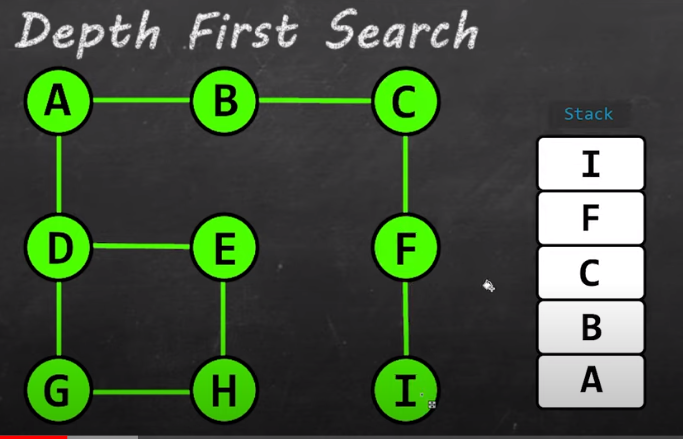 Depth First Search
A B C
Stack
I
D E F
F
C
B
G H I
A